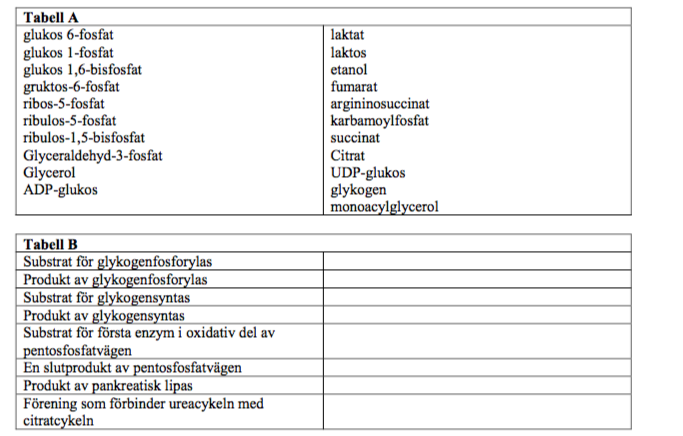 Tabell A
glukos 6-fosfat
glukos 1-fosfat
glukos 1,6-bisfosfat
gruktos-6-fosfat
ribos-5-fosfat
ribulos-5-fosfat
ribulos-1,5-bisfosfat
Glyceraldehyd-3-fosfat
Glycerol
ADP-glukos
laktat
laktos
etanol
fumarat
argininosuccinat
karbamoylfosfat
succinat
Citrat
UDP-glukos
glykogen
monoacylglycerol
Tabell B
Substrat för glykogenfosforylas
Produkt av glykogenfosforylas
Substrat för glykogensyntas
Produkt av glykogensyntas
Substrat för första enzym i oxidativ del av
pentosfosfatvägen
En slutprodukt av pentosfosfatvägen
Produkt av pankreatisk lipas
Förening som förbinder ureacykeln med
citratcykeln